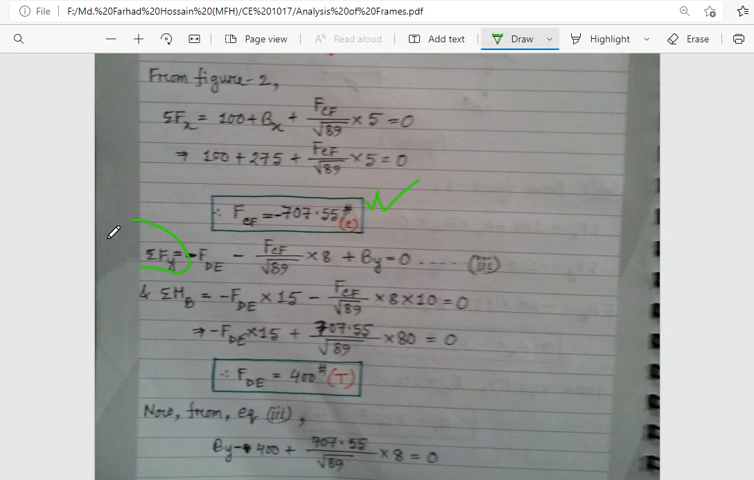 File | F:/Md.%20Farhad%20Hossain%20(MFH)/CE%201017/Analysis%20of%20Frames.pdf
Page view | Read aloud | Add text | Draw | Highlight | Erase
From figure-2,
ΣFx = 100+Bx + FCF/√89 × 5 = 0
⇒ 100 + 275 + FCF/√89 × 5 = 0
∴ FCF = -707.55# (C)
ΣFy = -FDE - FCF/√89 × 8 + By = 0 ..... (iii)
& ΣMB = -FDE × 15 - FCF/√89 × 8 × 10 = 0
⇒ -FDE × 15 + 707.55/√89 × 80 = 0
∴ FDE = 400# (T)
Now, from, eq (iii),
By - 400 + 707.55/√89 × 8 = 0